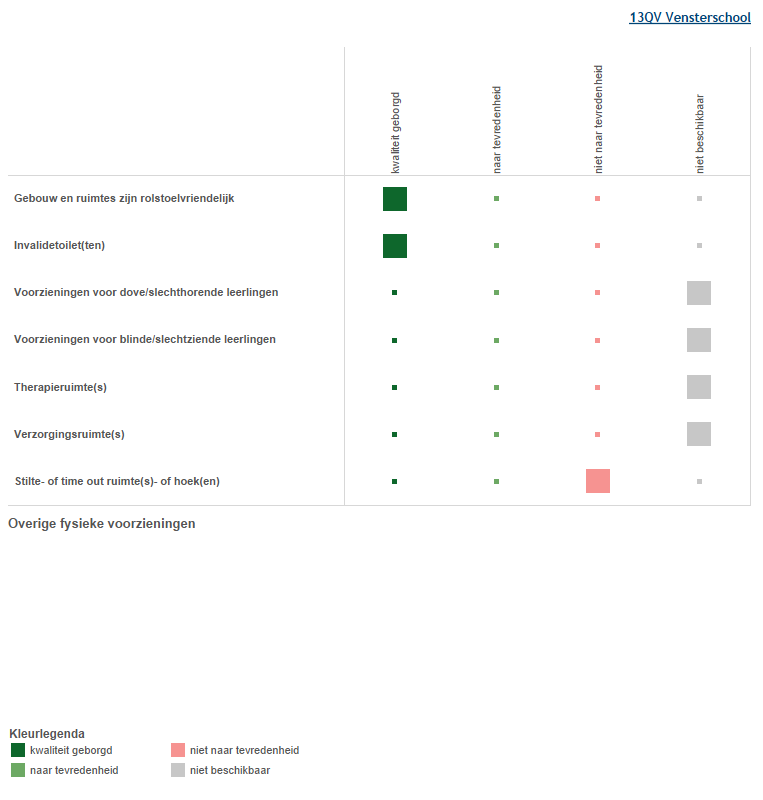 13QV Vensterschool
kwaliteit geborgd
naar tevredenheid
niet naar tevredenheid
niet beschikbaar
Gebouw en ruimtes zijn rolstoelvriendelijk
Invalidetoilet(ten)
Voorzieningen voor dove/slechthorende leerlingen
Voorzieningen voor blinde/slechtziende leerlingen
Therapieruimte(s)
Verzorgingsruimte(s)
Stilte- of time out ruimte(s)- of hoek(en)
Overige fysieke voorzieningen
Kleurlegenda
kwaliteit geborgd
niet naar tevredenheid
naar tevredenheid
niet beschikbaar